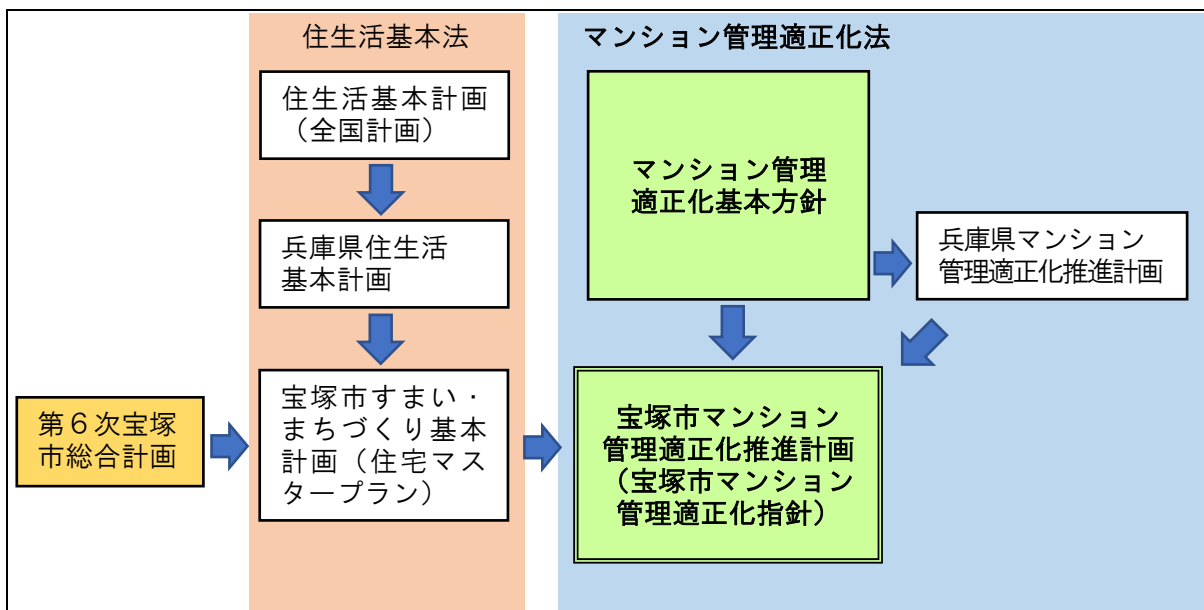 住生活基本法
住生活基本計画
（全国計画）
兵庫県住生活
基本計画
第６次宝塚
市総合計画
宝塚市すまい・
まちづくり基本
計画（住宅マス
タープラン）
マンション管理適正化法
マンション管理
適正化基本方針
兵庫県マンション
管理適正化推進計画
宝塚市マンション
管理適正化推進計画
（宝塚市マンション
管理適正化指針）